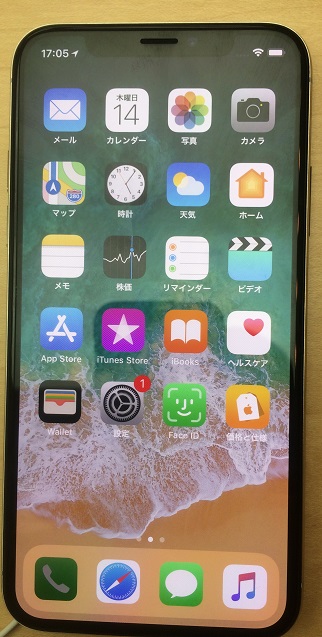 17:05
木曜日
14
メール
カレンダー
写真
カメラ
280
マップ
時計
天気
ホーム
メモ
株価
リマインダー
ビデオ
App Store
iTunes Store
iBooks
ヘルスケア
1
Wallet
設定
Face ID
価格と仕様